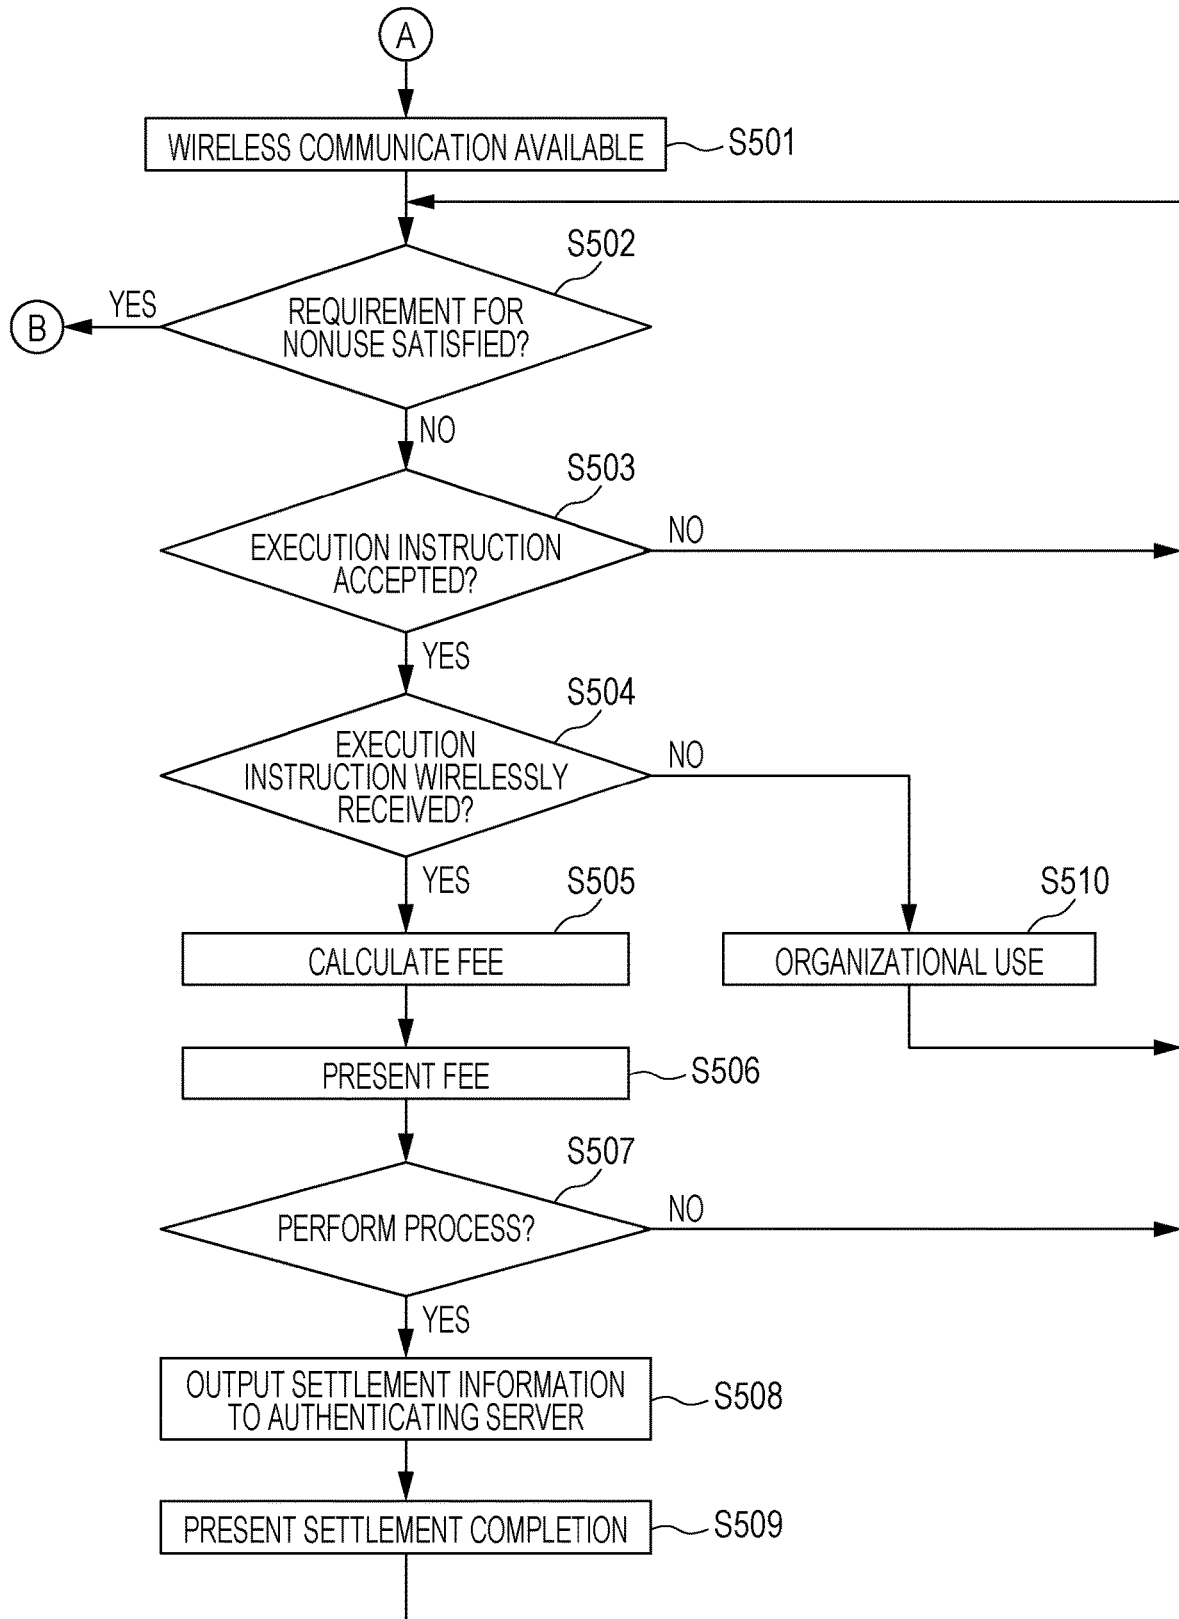 A
WIRELESS COMMUNICATION AVAILABLE
S501
S502
YES
B
REQUIREMENT FOR
NONUSE SATISFIED?
NO
S503
NO
EXECUTION INSTRUCTION
ACCEPTED?
YES
S504
NO
EXECUTION
INSTRUCTION WIRELESSLY
RECEIVED?
YES
S505
S510
CALCULATE FEE
ORGANIZATIONAL USE
PRESENT FEE
S506
S507
NO
PERFORM PROCESS?
YES
OUTPUT SETTLEMENT INFORMATION
TO AUTHENTICATING SERVER
S508
PRESENT SETTLEMENT COMPLETION
S509